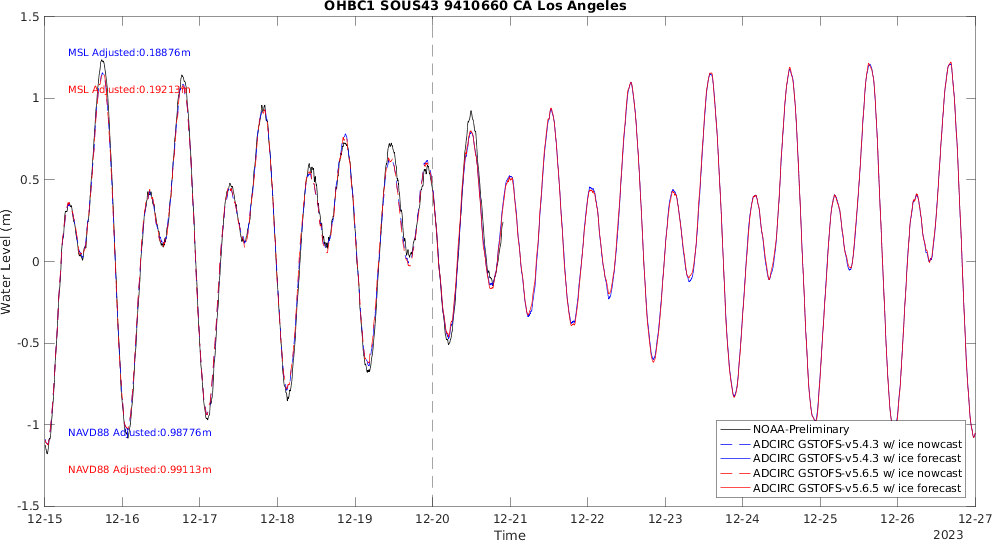 OHBC1 SOUS43 9410660 CA Los Angeles
1.5
MSL Adjusted:0.18876m
MSL Adjusted:0.19213m
1
0.5
Water Level (m)
0
-0.5
-1
NAVD88 Adjusted:0.98776m
NAVD88 Adjusted:0.99113m
-1.5
NOAA-Preliminary
ADCIRC GSTOFS-v5.4.3 w/ ice nowcast
ADCIRC GSTOFS-v5.4.3 w/ ice forecast
ADCIRC GSTOFS-v5.6.5 w/ ice nowcast
ADCIRC GSTOFS-v5.6.5 w/ ice forecast
12-15 12-16 12-17 12-18 12-19 12-20 12-21 12-22 12-23 12-24 12-25 12-26 12-27
Time
2023